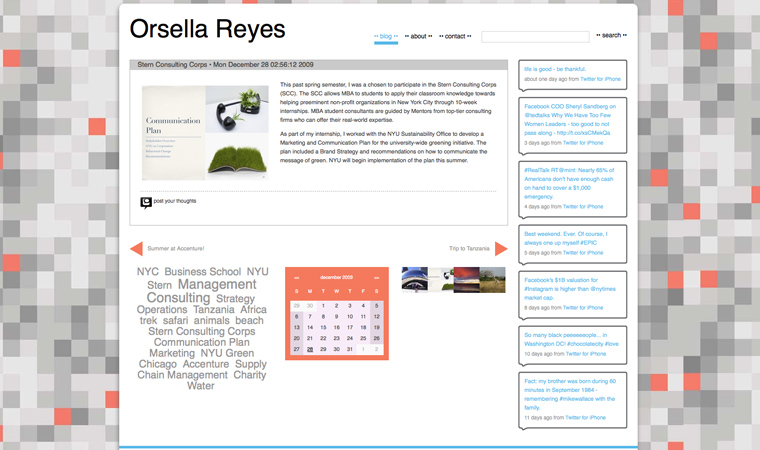 Orsella Reyes
•• blog ••
•• about ••
•• contact ••
•• search ••
Stern Consulting Corps • Mon December 28 02:56:12 2009
Communication
Plan
This past spring semester, I was chosen to participate in the Stern Consulting Corps
(SCC). The SCC allows MBA to students to apply their classroom knowledge towards
helping preeminent non-profit organizations in New York City through 10-week
internships. MBA student consultants are guided by Mentors from top-tier consulting
firms who can offer their real-world expertise.
As part of my internship, I worked with the NYU Sustainability Office to develop a
Marketing and Communication Plan for the university-wide greening initiative. The
plan included a Brand Strategy and recommendations on how to communicate the
message of green. NYU will begin implementation of the plan this summer.
post your thoughts
Summer at Accenture!
Trip to Tanzania
NYC Business School NYU
Stern Management
Consulting Strategy
Operations Tanzania Africa
trek safari animals beach
Stern Consulting Corps
Communication Plan
Marketing NYU Green
Chicago Accenture Supply
Chain Management Charity
Water
december 2009
S M T W T F S
29 30 1 2 3 4 5
6 7 8 9 10 11 12
13 14 15 16 17 18 19
20 21 22 23 24 25 26
27 28 29 30 31 1 2
life is good - be thankful.
about one day ago from Twitter for iPhone
Facebook COO Sheryl Sandberg on
@tedtalks Why We Have Too Few
Women Leaders - too good to not
pass along -
3 days ago from Twitter for iPhone
#RealTalk RT@mint: Nearly 65% of
Americans don't have enough cash
on hand to cover a $1,000
emergency.
4 days ago from Twitter for iPhone
Best weekend. Ever. Of course, I
always one up myself #EPIC
5 days ago from Twitter for iPhone
Facebook's $1B valuation for
#Instagram is higher than @nytimes
market cap.
8 days ago from Twitter for iPhone
So many black peeeeeeople... in
Washington DC! #chocolatecity #love
10 days ago from Twitter for iPhone
Fact: my brother was born during 60
minutes in September 1984 -
remembering #mikewallace with the
family.
11 days ago from Twitter for iPhone